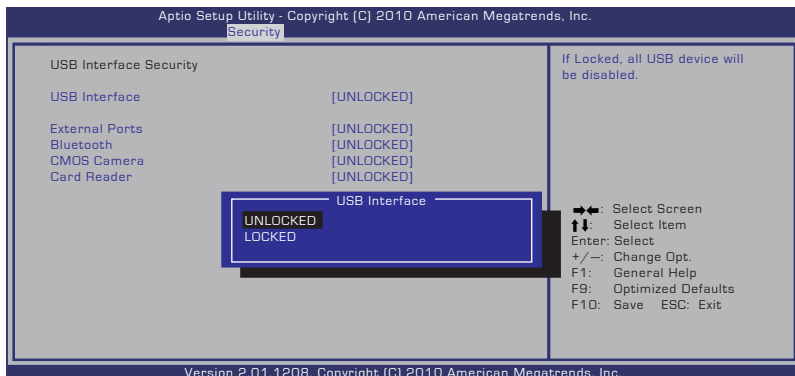 Aptio Setup Utility - Copyright (C) 2010 American Megatrends, Inc.
Security
USB Interface Security
USB Interface [UNLOCKED]
External Ports [UNLOCKED]
Bluetooth [UNLOCKED]
CMOS Camera [UNLOCKED]
Card Reader [UNLOCKED]
USB Interface
UNLOCKED
LOCKED
If Locked, all USB device will
be disabled.
→←: Select Screen
↑↓: Select Item
Enter: Select
+/—: Change Opt.
F1: General Help
F9: Optimized Defaults
F10: Save ESC: Exit
Version 2.01.1208. Copyright (C) 2010 American Megatrends, Inc.